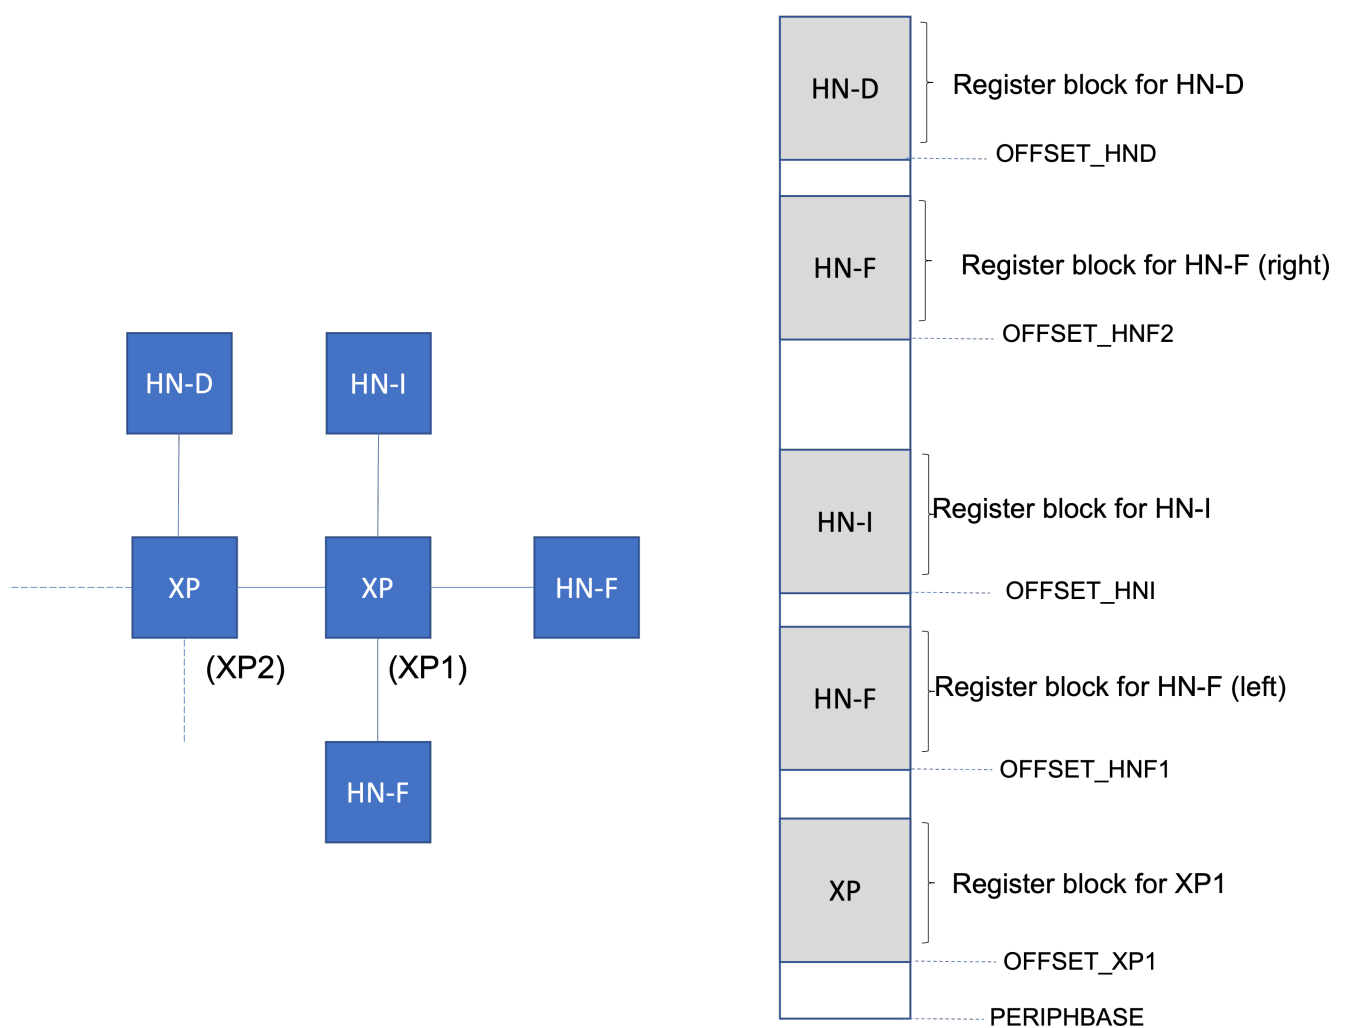 HN-D
HN-I
XP
XP
HN-F
(XP2)
(XP1)
HN-F
HN-D
Register block for HN-D
OFFSET_HND
HN-F
Register block for HN-F (right)
OFFSET_HNF2
HN-I
Register block for HN-I
OFFSET_HNI
HN-F
Register block for HN-F (left)
OFFSET_HNF1
XP
Register block for XP1
OFFSET_XP1
PERIPHBASE